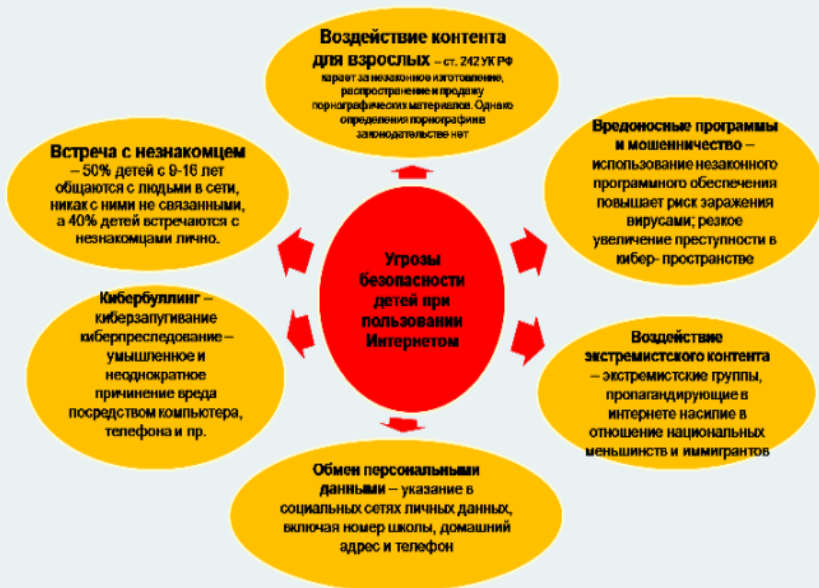 Воздействие контента
для взрослых – ст. 242 УК РФ
карает за незаконное изготовление,
распространение и продажу
порнографических материалов. Однако
определения порнографии в
законодательстве нет
Встреча с незнакомцем
– 50% детей с 9-16 лет
общаются с людьми в сети,
никак с ними не связанными,
а 40% детей встречаются с
незнакомцами лично.
Вредоносные программы
и мошенничество –
использование незаконного
программного обеспечения
повышает риск заражения
вирусами; резкое
увеличение преступности в
кибер- пространстве
Угрозы
безопасности
детей при
пользовании
Интернетом
Кибербуллинг –
киберзапугивание
киберпреследование –
умышленное и
неоднократное
причинение вреда
посредством компьютера,
телефона и пр.
Воздействие
экстремистского контента
– экстремистские группы,
пропагандирующие в
интернете насилие в
отношение национальных
меньшинств и иммигрантов
Обмен персональными
данными – указание в
социальных сетях личных данных,
включая номер школы, домашний
адрес и телефон